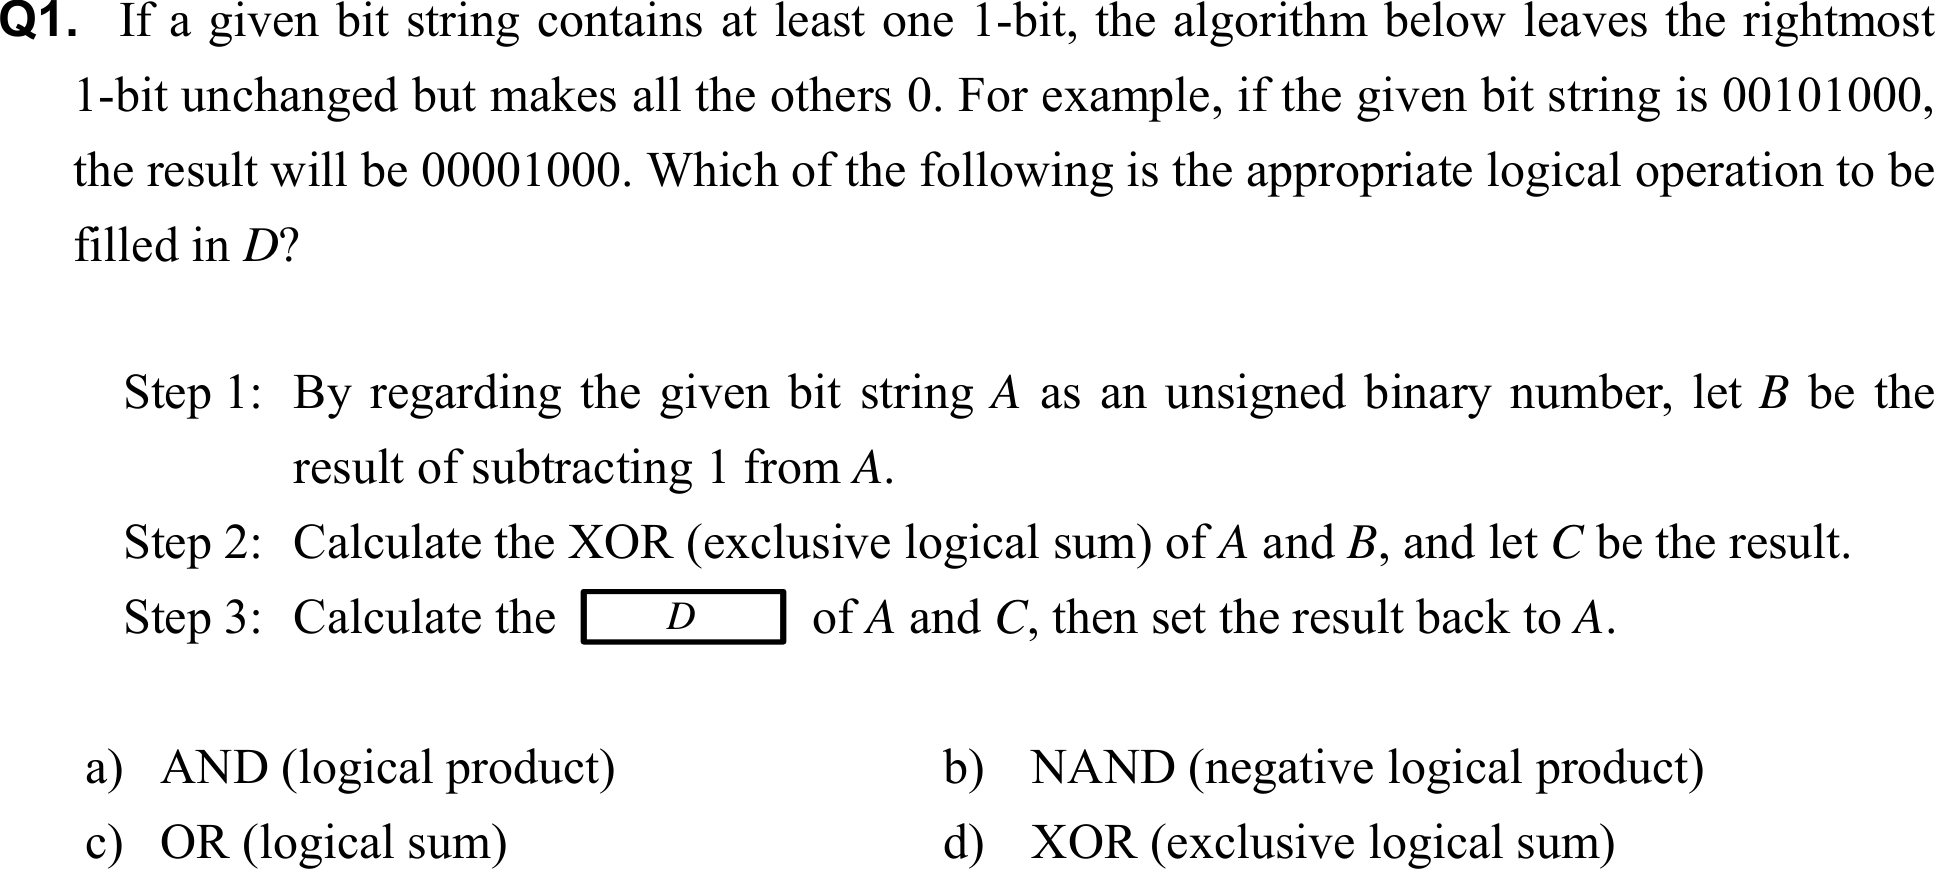 Q1. If a given bit string contains at least one 1-bit, the algorithm below leaves the rightmost
1-bit unchanged but makes all the others 0. For example, if the given bit string is 00101000,
the result will be 00001000. Which of the following is the appropriate logical operation to be
filled in D?
Step 1: By regarding the given bit string A as an unsigned binary number, let B be the
result of subtracting 1 from A.
Step 2: Calculate the XOR (exclusive logical sum) of A and B, and let C be the result.
Step 3: Calculate the D of A and C, then set the result back to A.
a) AND (logical product) b) NAND (negative logical product)
c) OR (logical sum) d) XOR (exclusive logical sum)